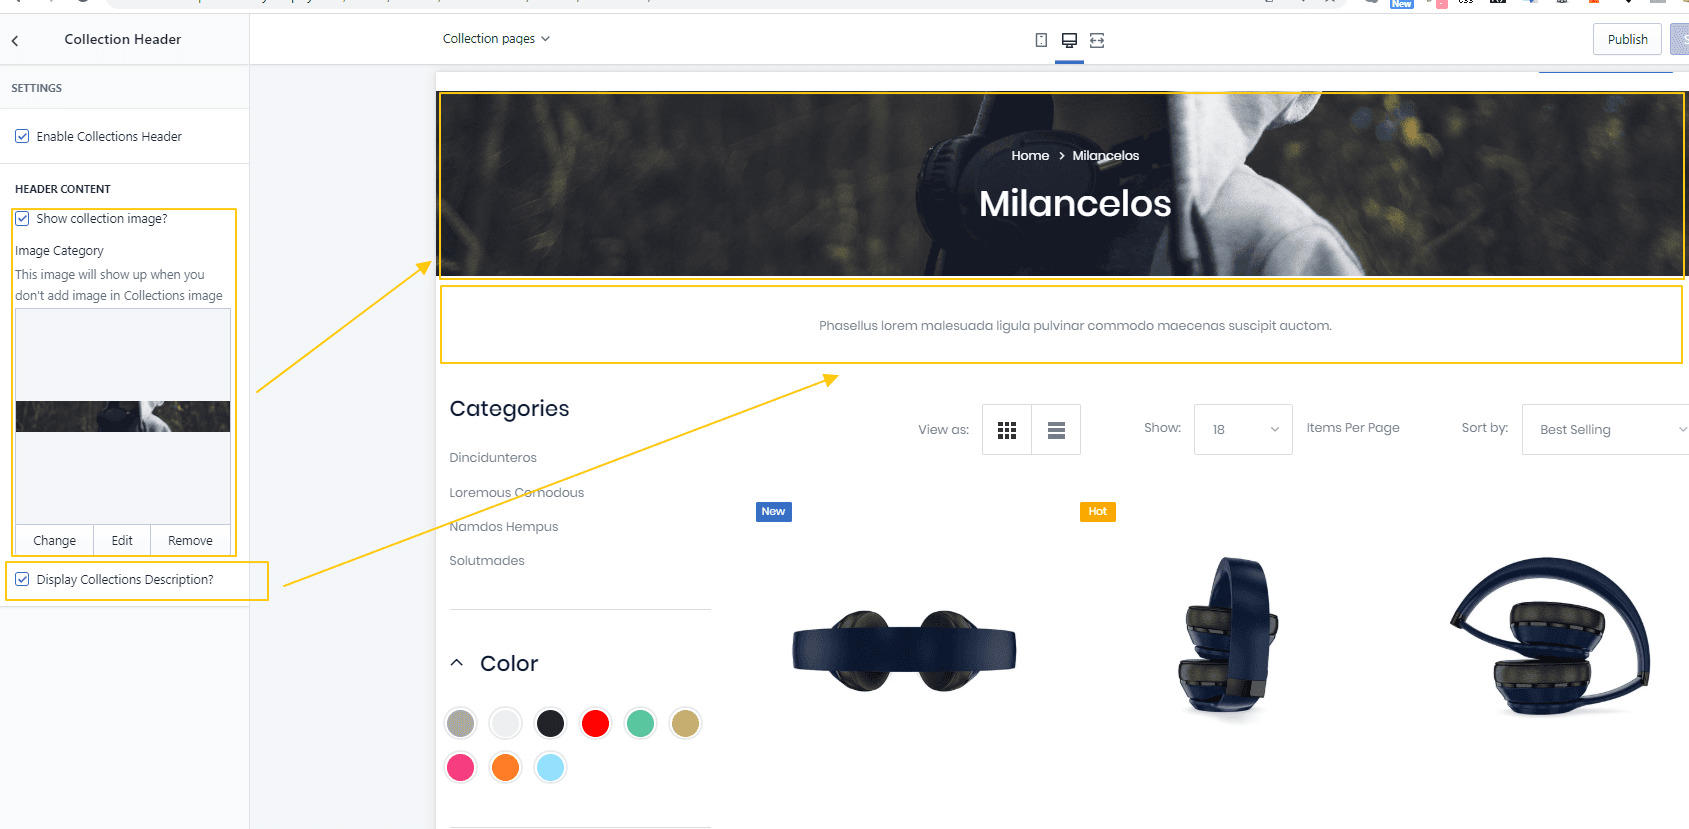 New
css
Collection Header
Collection pages
Publish
S
SETTINGS
Enable Collections Header
HEADER CONTENT
Show collection image?
Image Category
This image will show up when you
don't add image in Collections image
Change
Edit
Remove
Display Collections Description?
Home > Milancelos
Milancelos
Phasellus lorem malesuada ligula pulvinar commodo maecenas suscipit auctom.
Categories
Dincidunteros
Loremous Comodous
Namdos Hempus
Solutmades
View as:
Show:
18
Items Per Page
Sort by:
Best Selling
New
Hot
Color